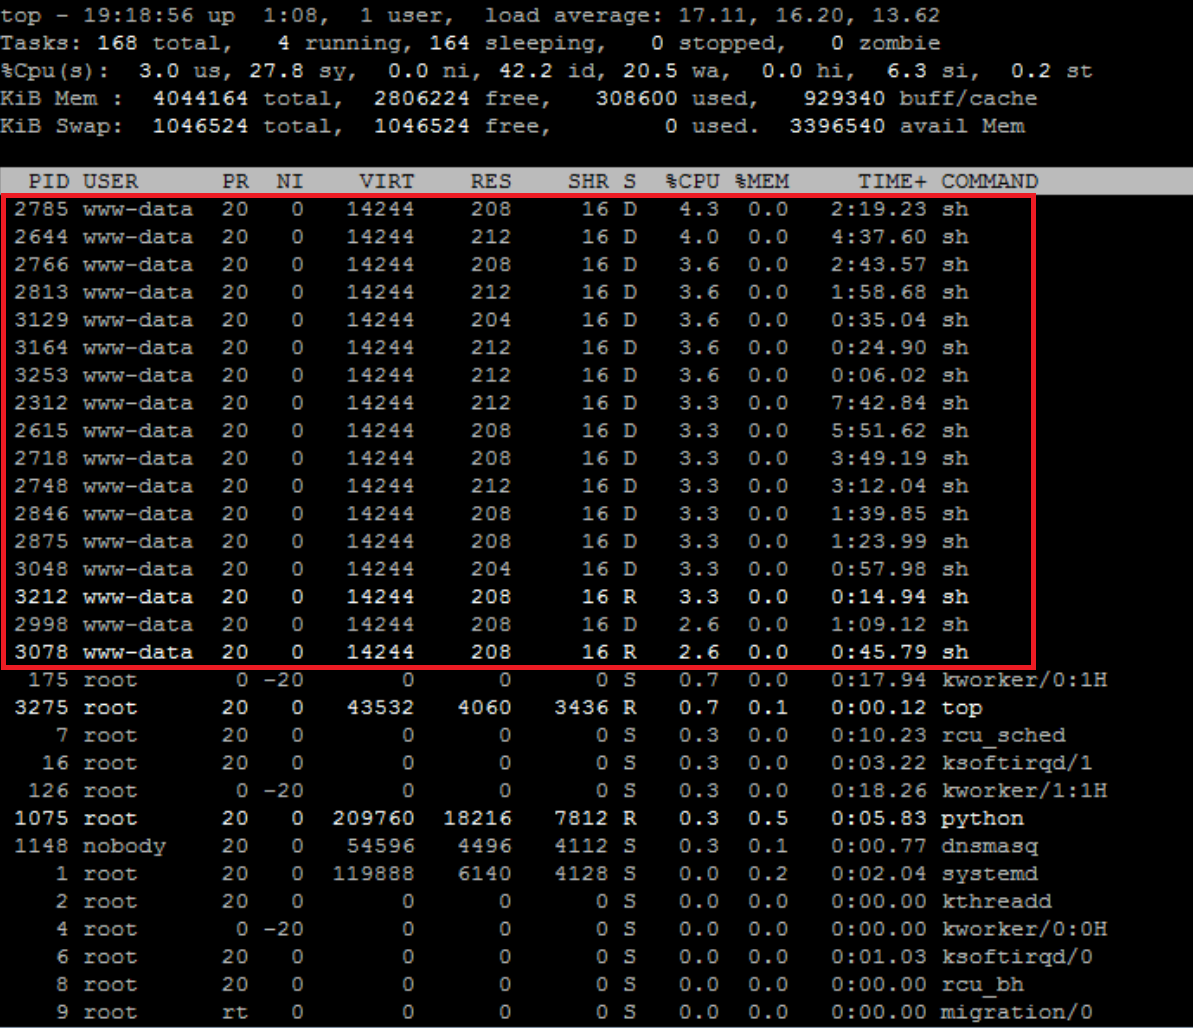 top - 19:18:56 up  1:08,  1 user,  load average: 17.11, 16.20, 13.62
Tasks: 168 total,   4 running, 164 sleeping,   0 stopped,   0 zombie
%Cpu(s):  3.0 us, 27.8 sy,  0.0 ni, 42.2 id, 20.5 wa,  0.0 hi,  6.3 si,  0.2 st
KiB Mem :  4044164 total,  2806224 free,   308600 used,   929340 buff/cache
KiB Swap:  1046524 total,  1046524 free,        0 used.  3396540 avail Mem
  PID USER      PR  NI    VIRT    RES    SHR S  %CPU %MEM     TIME+ COMMAND
 2785 www-data  20   0   14244    208     16 D   4.3  0.0   2:19.23 sh
 2644 www-data  20   0   14244    212     16 D   4.0  0.0   4:37.60 sh
 2766 www-data  20   0   14244    208     16 D   3.6  0.0   2:43.57 sh
 2813 www-data  20   0   14244    212     16 D   3.6  0.0   1:58.68 sh
 3129 www-data  20   0   14244    204     16 D   3.6  0.0   0:35.04 sh
 3164 www-data  20   0   14244    212     16 D   3.6  0.0   0:24.90 sh
 3253 www-data  20   0   14244    212     16 D   3.6  0.0   0:06.02 sh
 2312 www-data  20   0   14244    212     16 D   3.3  0.0   7:42.84 sh
 2615 www-data  20   0   14244    208     16 D   3.3  0.0   5:51.62 sh
 2718 www-data  20   0   14244    208     16 D   3.3  0.0   3:49.19 sh
 2748 www-data  20   0   14244    212     16 D   3.3  0.0   3:12.04 sh
 2846 www-data  20   0   14244    208     16 D   3.3  0.0   1:39.85 sh
 2875 www-data  20   0   14244    208     16 D   3.3  0.0   1:23.99 sh
 3048 www-data  20   0   14244    204     16 D   3.3  0.0   0:57.98 sh
 3212 www-data  20   0   14244    208     16 R   3.3  0.0   0:14.94 sh
 2998 www-data  20   0   14244    208     16 D   2.6  0.0   1:09.12 sh
 3078 www-data  20   0   14244    208     16 R   2.6  0.0   0:45.79 sh
  175 root       0 -20       0      0      0 S   0.7  0.0   0:17.94 kworker/0:1H
 3275 root      20   0   43532   4060   3436 R   0.7  0.1   0:00.12 top
    7 root      20   0       0      0      0 S   0.3  0.0   0:10.23 rcu_sched
   16 root      20   0       0      0      0 S   0.3  0.0   0:03.22 ksoftirqd/1
  126 root       0 -20       0      0      0 S   0.3  0.0   0:18.26 kworker/1:1H
 1075 root      20   0  209760  18216   7812 R   0.3  0.5   0:05.83 python
 1148 nobody    20   0   54596   4496   4112 S   0.3  0.1   0:00.77 dnsmasq
    1 root      20   0  119888   6140   4128 S   0.0  0.2   0:02.04 systemd
    2 root      20   0       0      0      0 S   0.0  0.0   0:00.00 kthreadd
    4 root       0 -20       0      0      0 S   0.0  0.0   0:00.00 kworker/0:0H
    6 root      20   0       0      0      0 S   0.0  0.0   0:01.03 ksoftirqd/0
    8 root      20   0       0      0      0 S   0.0  0.0   0:00.00 rcu_bh
    9 root      rt   0       0      0      0 S   0.0  0.0   0:00.00 migration/0